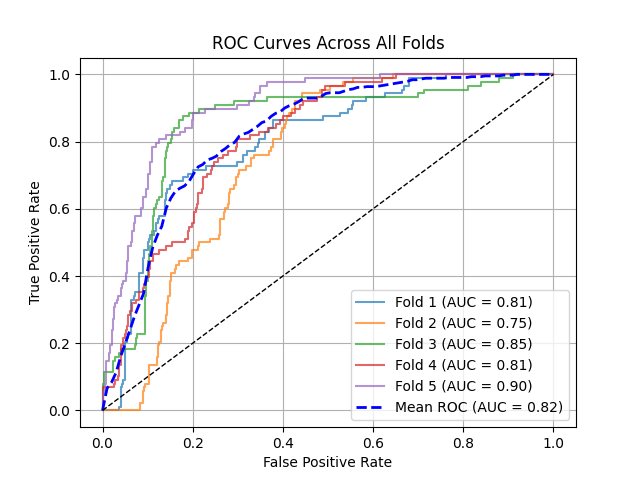 ROC Curves Across All Folds
True Positive Rate
1.0
0.8
0.6
0.4
0.2
0.0
Fold 1 (AUC = 0.81)
Fold 2 (AUC = 0.75)
Fold 3 (AUC = 0.85)
Fold 4 (AUC = 0.81)
Fold 5 (AUC = 0.90)
Mean ROC (AUC = 0.82)
0.0 0.2 0.4 0.6 0.8 1.0
False Positive Rate